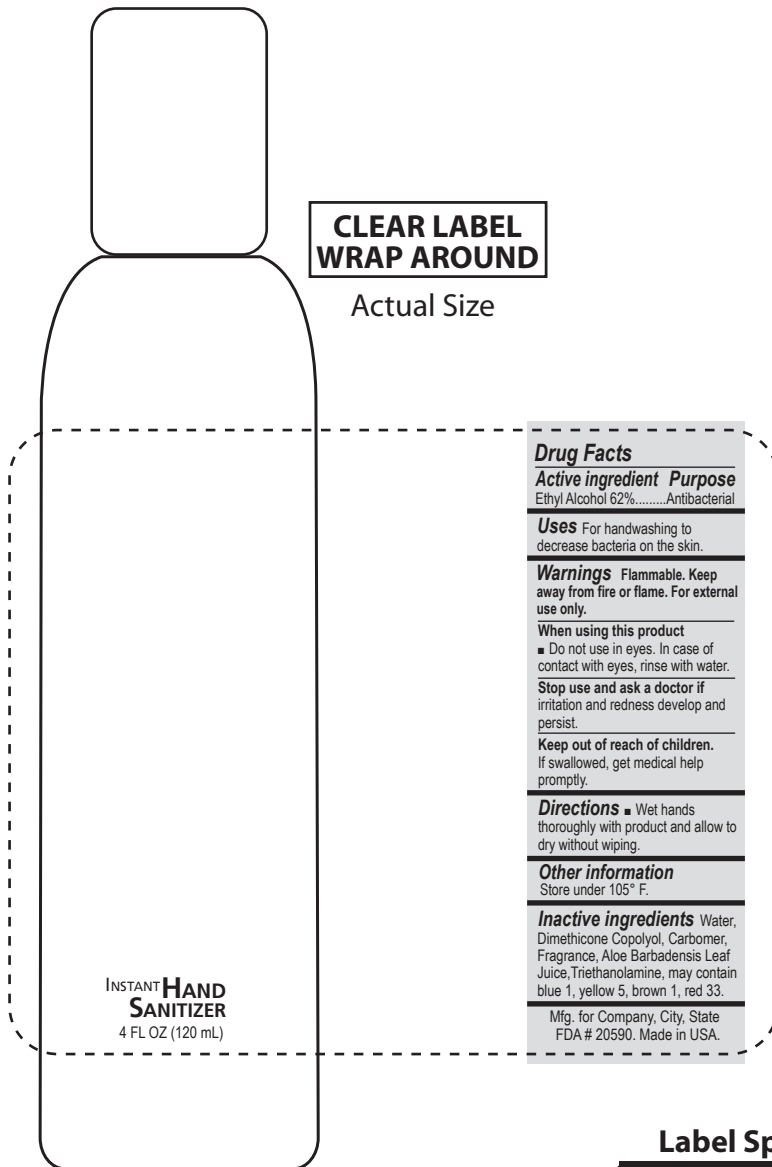 CLEAR LABEL
WRAP AROUND
Actual Size
Drug Facts
Active ingredient Purpose
Ethyl Alcohol 62%.........Antibacterial
Uses For handwashing to
decrease bacteria on the skin.
Warnings Flammable. Keep
away from fire or flame. For external
use only.
When using this product
■ Do not use in eyes. In case of
contact with eyes, rinse with water.
Stop use and ask a doctor if
irritation and redness develop and
persist.
Keep out of reach of children.
If swallowed, get medical help
promptly.
Directions ■ Wet hands
thoroughly with product and allow to
dry without wiping.
Other information
Store under 105° F.
Inactive ingredients Water,
Dimethicone Copolyol, Carbomer,
Fragrance, Aloe Barbadensis Leaf
Juice,Triethanolamine, may contain
blue 1, yellow 5, brown 1, red 33.
Mfg. for Company, City, State
FDA # 20590. Made in USA.
INSTANT HAND
SANITIZER
4 FL OZ (120 mL)
Label Sp